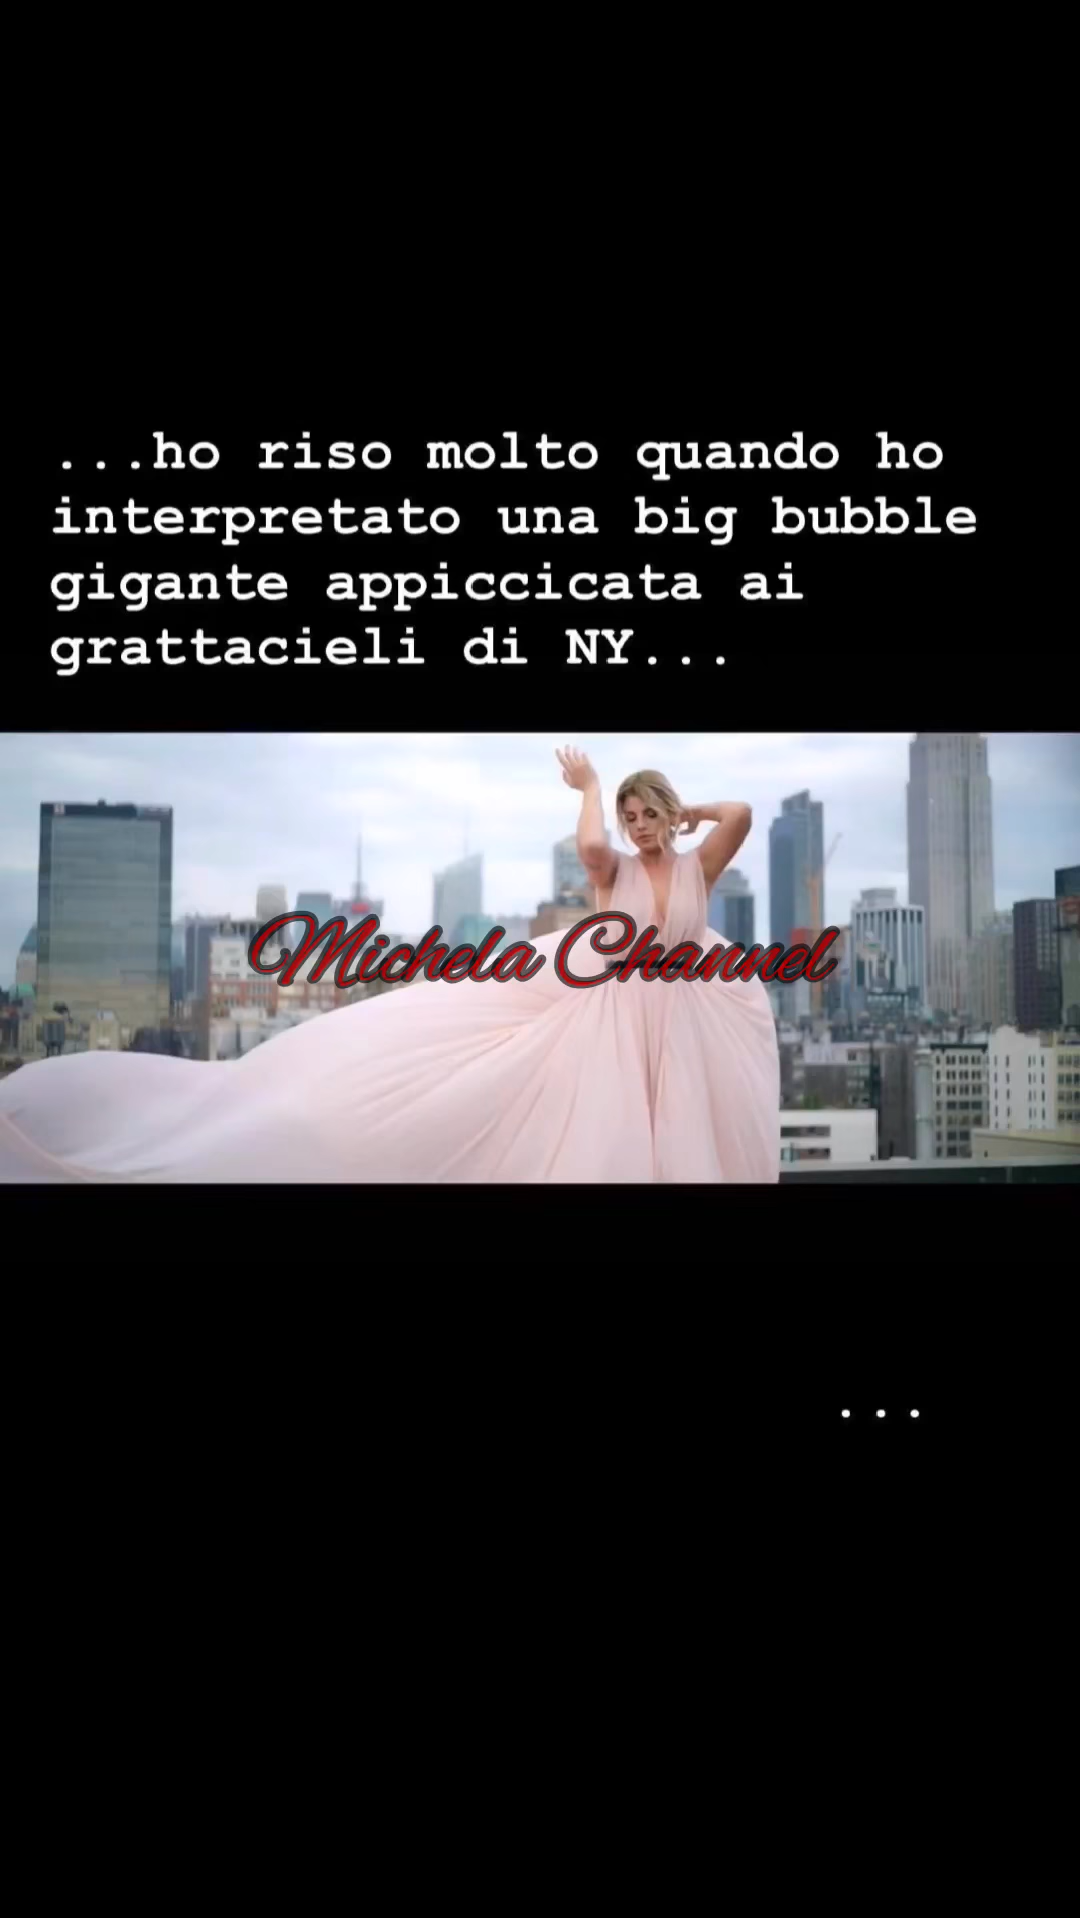 ...ho riso molto quando ho
interpretato una big bubble
gigante appiccicata ai
grattacieli di NY...
Michela Channel
...